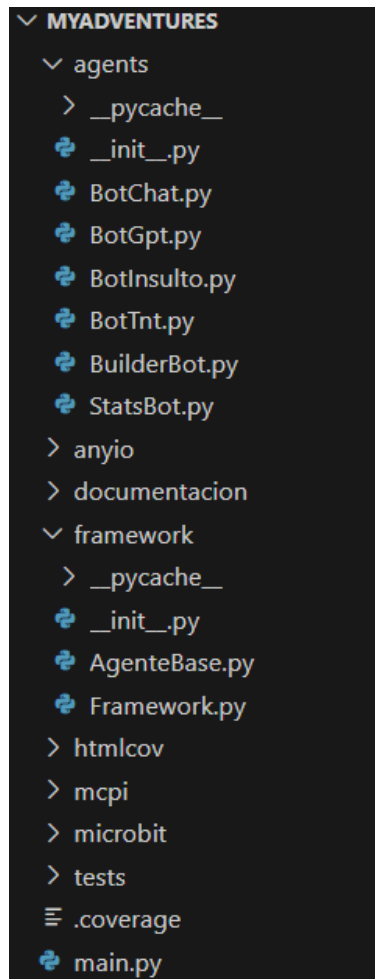 MYADVENTURES
agents
__pycache__
__init__.py
BotChat.py
BotGpt.py
BotInsulto.py
BotTnt.py
BuilderBot.py
StatsBot.py
anyio
documentacion
framework
__pycache__
__init__.py
AgenteBase.py
Framework.py
htmlcov
mcpi
microbit
tests
.coverage
main.py